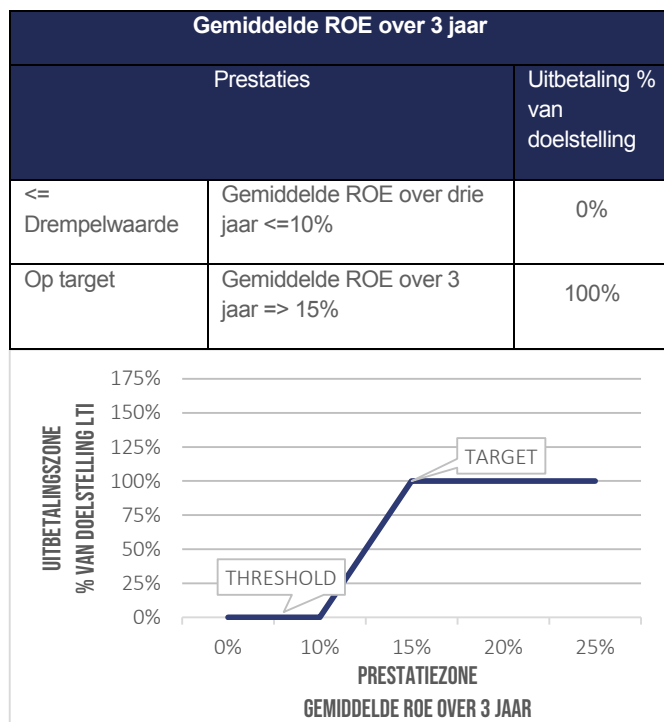 Gemiddelde ROE over 3 jaar
Prestaties
Uitbetaling %
van
doelstelling
<=
Drempelwaarde
Gemiddelde ROE over drie
jaar <=10%
0%
Op target
Gemiddelde ROE over 3
jaar => 15%
100%
UITBETALINGSZONE
% VAN DOELSTELLING LTI
175%
150%
125%
100%
75%
50%
25%
0%
TARGET
THRESHOLD
0%
10%
15%
20%
25%
PRESTATIEZONE
GEMIDDELDE ROE OVER 3 JAAR